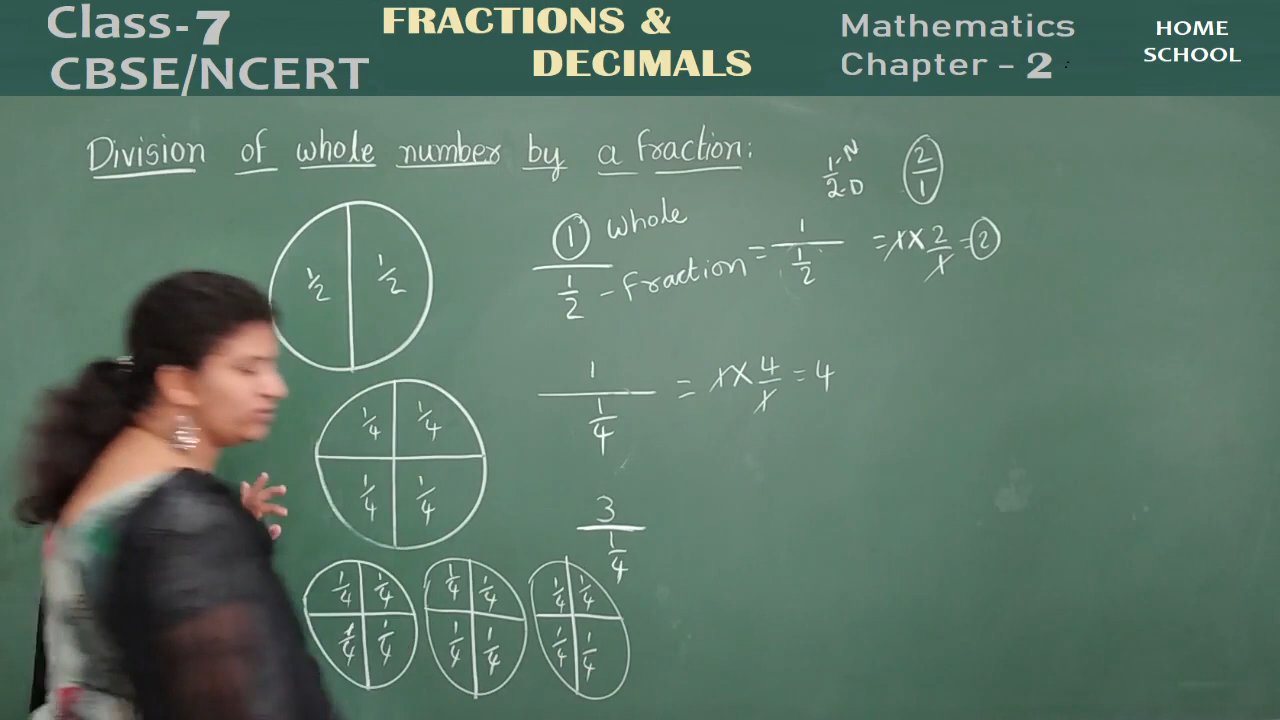 Class-7
CBSE/NCERT
FRACTIONS &
DECIMALS
Mathematics
Chapter - 2
HOME
SCHOOL
Division of whole number by a fraction:
1-N
2-D
2/1
1/2 1/2
1 whole
1/2 - Fraction = 1/(1/2) = 1 × 2/1 = 2
1/4 1/4
1/4 1/4
1/(1/4) = 1 × 4/1 = 4
3/(1/4)
1/4 1/4 1/4 1/4 1/4 1/4
1/4 1/4 1/4 1/4 1/4 1/4